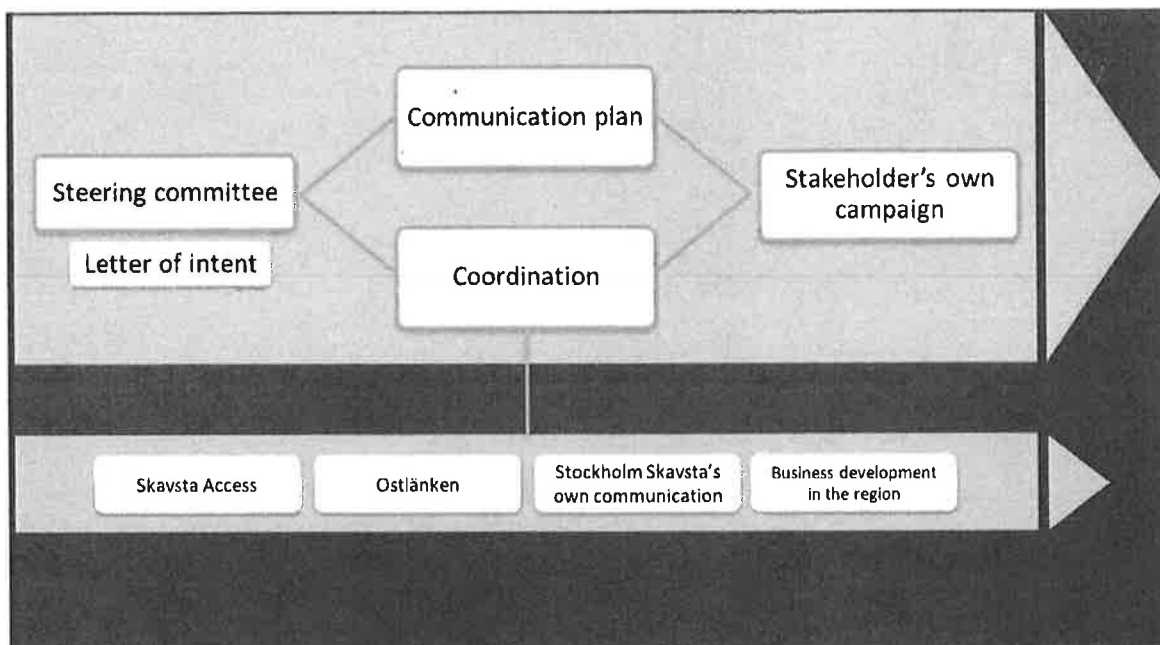 Communication plan
Steering committee
Letter of intent
Coordination
Stakeholder's own
campaign
Skavsta Access
Ostlänken
Stockholm Skavsta's
own communication
Business development
in the region